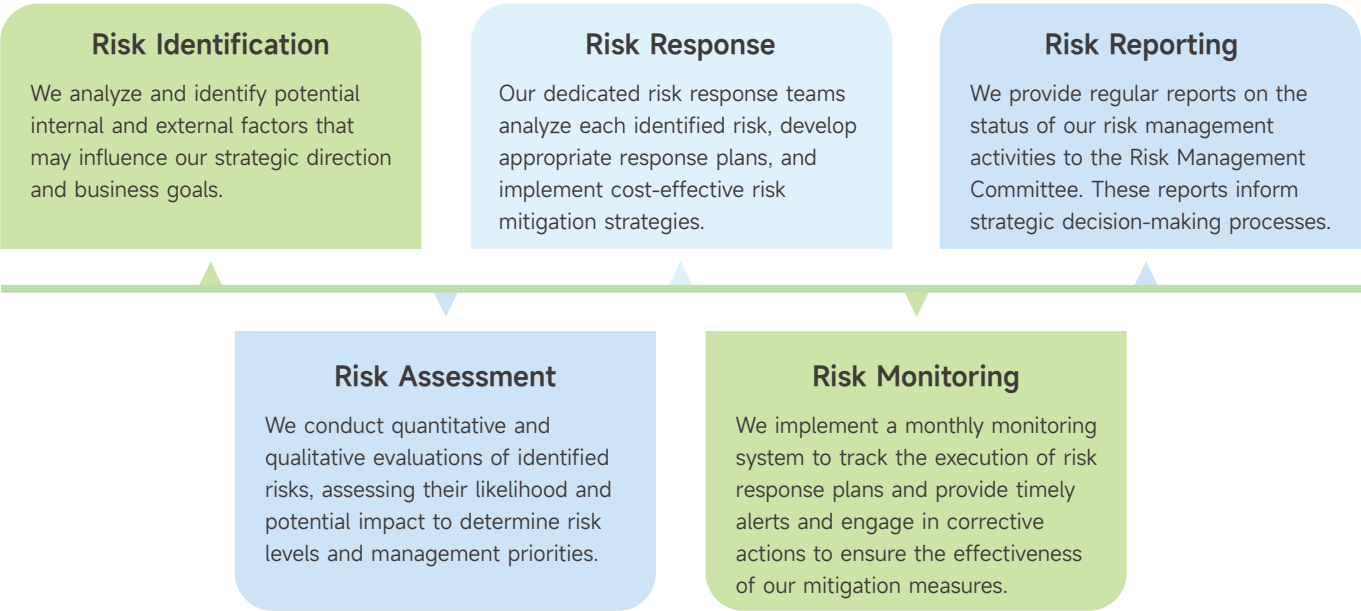 Risk Identification
We analyze and identify potential
internal and external factors that
may influence our strategic direction
and business goals.
Risk Assessment
We conduct quantitative and
qualitative evaluations of identified
risks, assessing their likelihood and
potential impact to determine risk
levels and management priorities.
Risk Response
Our dedicated risk response teams
analyze each identified risk, develop
appropriate response plans, and
implement cost-effective risk
mitigation strategies.
Risk Monitoring
We implement a monthly monitoring
system to track the execution of risk
response plans and provide timely
alerts and engage in corrective
actions to ensure the effectiveness
of our mitigation measures.
Risk Reporting
We provide regular reports on the
status of our risk management
activities to the Risk Management
Committee. These reports inform
strategic decision-making processes.